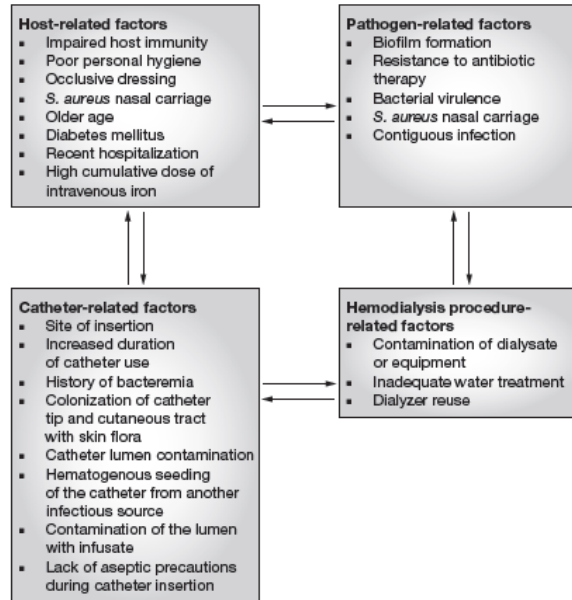 Host-related factors
▪ Impaired host immunity
▪ Poor personal hygiene
▪ Occlusive dressing
▪ S. aureus nasal carriage
▪ Older age
▪ Diabetes mellitus
▪ Recent hospitalization
▪ High cumulative dose of
intravenous iron
Pathogen-related factors
▪ Biofilm formation
▪ Resistance to antibiotic
therapy
▪ Bacterial virulence
▪ S. aureus nasal carriage
▪ Contiguous infection
Catheter-related factors
▪ Site of insertion
▪ Increased duration
of catheter use
▪ History of bacteremia
▪ Colonization of catheter
tip and cutaneous tract
with skin flora
▪ Catheter lumen contamination
▪ Hematogenous seeding
of the catheter from another
infectious source
▪ Contamination of the lumen
with infusate
▪ Lack of aseptic precautions
during catheter insertion
Hemodialysis procedure-
related factors
▪ Contamination of dialysate
or equipment
▪ Inadequate water treatment
▪ Dialyzer reuse